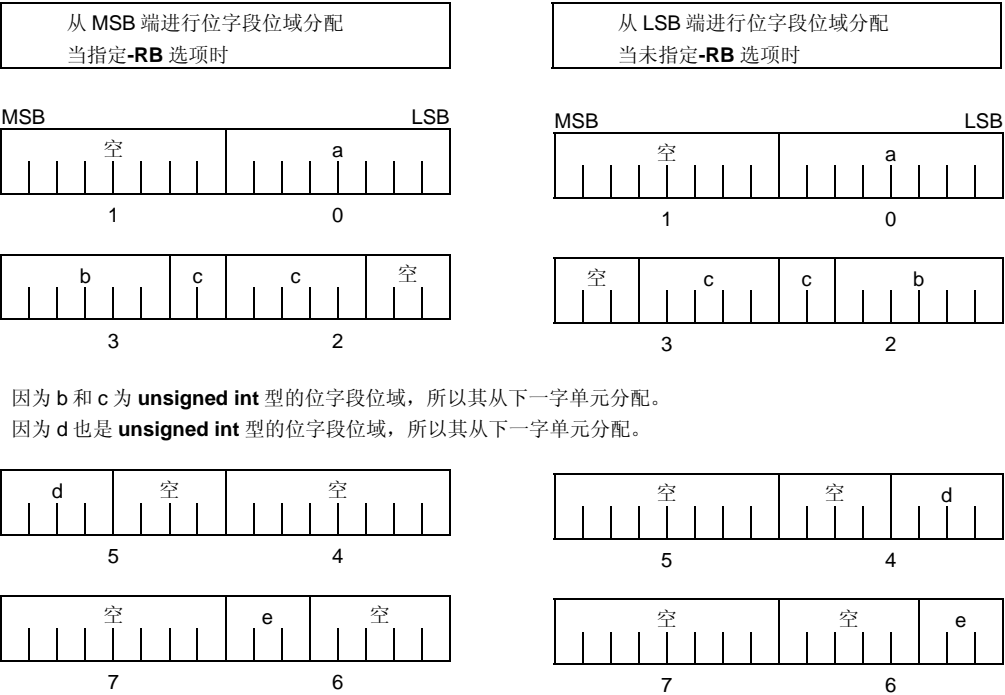 从 MSB 端进行位字段位域分配
当指定-RB 选项时
从 LSB 端进行位字段位域分配
当未指定-RB 选项时
MSB LSB
空 a
1 0
MSB LSB
空 a
1 0
b c c 空
3 2
空 c c b
3 2
因为 b 和 c 为 unsigned int 型的位字段位域，所以其从下一字单元分配。
因为 d 也是 unsigned int 型的位字段位域，所以其从下一字单元分配。
d 空 空
5 4
空 空 d
5 4
空 e 空
7 6
空 空 e
7 6